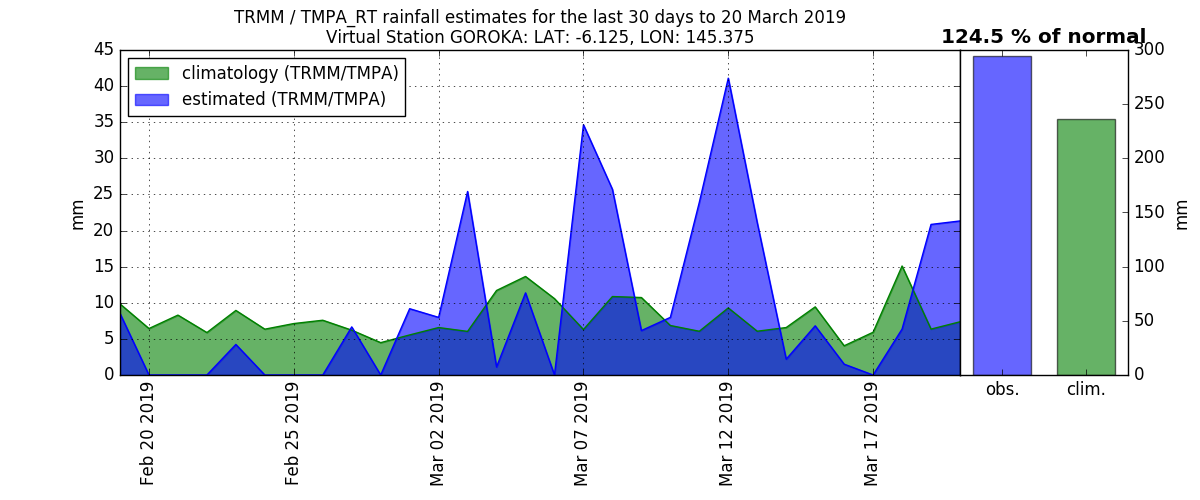 TRMM / TMPA_RT rainfall estimates for the last 30 days to 20 March 2019
Virtual Station GOROKA: LAT: -6.125, LON: 145.375
124.5 % of normal
climatology (TRMM/TMPA)
estimated (TRMM/TMPA)
mm
45
40
35
30
25
20
15
10
5
0
Feb 20 2019
Feb 25 2019
Mar 02 2019
Mar 07 2019
Mar 12 2019
Mar 17 2019
obs.
clim.
300
250
200
150
100
50
0
mm